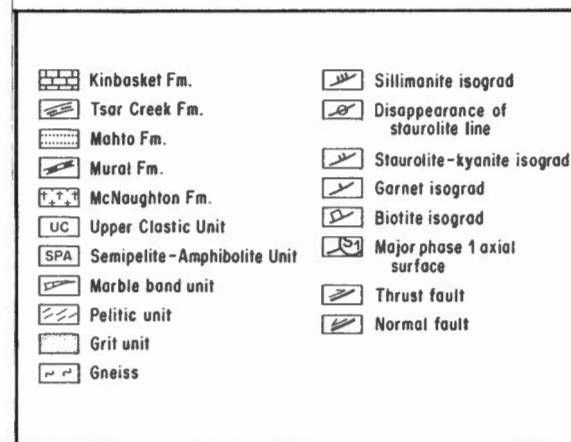 Kinbasket Fm.
Tsar Creek Fm.
Mahto Fm.
Mural Fm.
McNaughton Fm.
UC Upper Clastic Unit
SPA Semipelite-Amphibolite Unit
Marble band unit
Pelitic unit
Grit unit
Gneiss
Sillimanite isograd
Disappearance of
staurolite line
Staurolite-kyanite isograd
Garnet isograd
Biotite isograd
S1 Major phase 1 axial
surface
Thrust fault
Normal fault